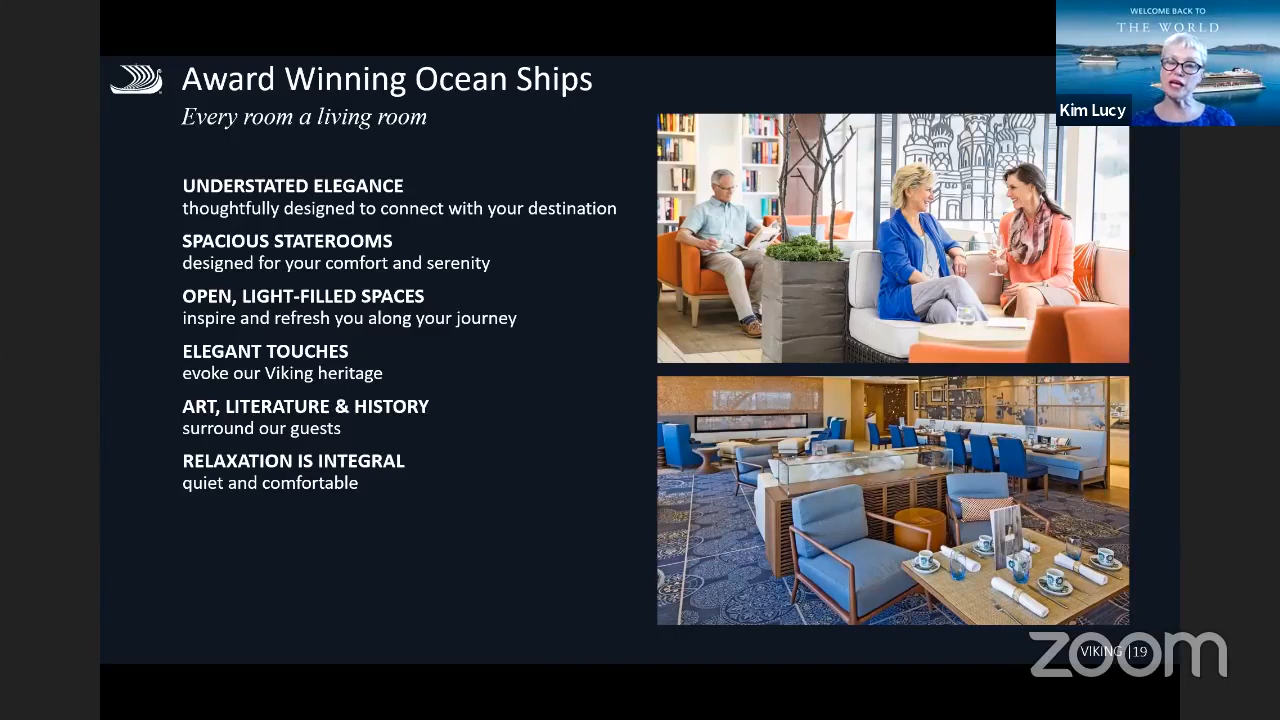 WELCOME BACK TO
THE WORLD
Kim Lucy
Award Winning Ocean Ships
Every room a living room
UNDERSTATED ELEGANCE
thoughtfully designed to connect with your destination
SPACIOUS STATEROOMS
designed for your comfort and serenity
OPEN, LIGHT-FILLED SPACES
inspire and refresh you along your journey
ELEGANT TOUCHES
evoke our Viking heritage
ART, LITERATURE & HISTORY
surround our guests
RELAXATION IS INTEGRAL
quiet and comfortable
VIKING |19
zoom